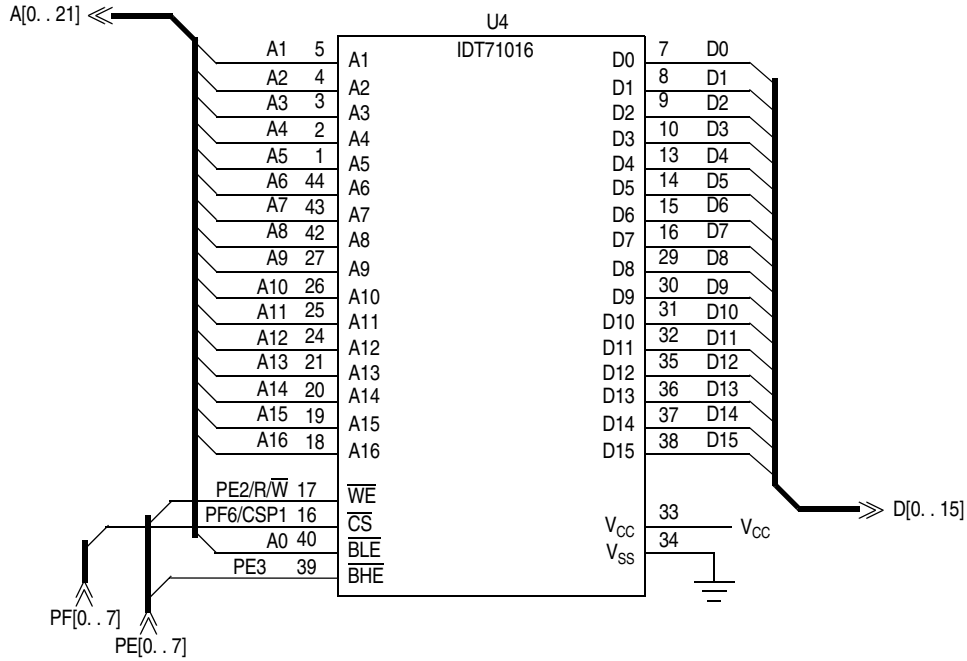 A[0. . 21]
U4
IDT71016
A1 5 A1 D0 7 D0
A2 4 A2 D1 8 D1
A3 3 A3 D2 9 D2
A4 2 A4 D3 10 D3
A5 1 A5 D4 13 D4
A6 44 A6 D5 14 D5
A7 43 A7 D6 15 D6
A8 42 A8 D7 16 D7
A9 27 A9 D8 29 D8
A10 26 A10 D9 30 D9
A11 25 A11 D10 31 D10
A12 24 A12 D11 32 D11
A13 21 A13 D12 35 D12
A14 20 A14 D13 36 D13
A15 19 A15 D14 37 D14
A16 18 A16 D15 38 D15
PE2/R/W̅ 17 W̅E̅
PF6/CSP1 16 C̅S̅ VCC 33 VCC
A0 40 B̅L̅E̅ VSS 34
PE3 39 B̅H̅E̅
D[0. . 15]
PF[0. . 7]
PE[0. . 7]